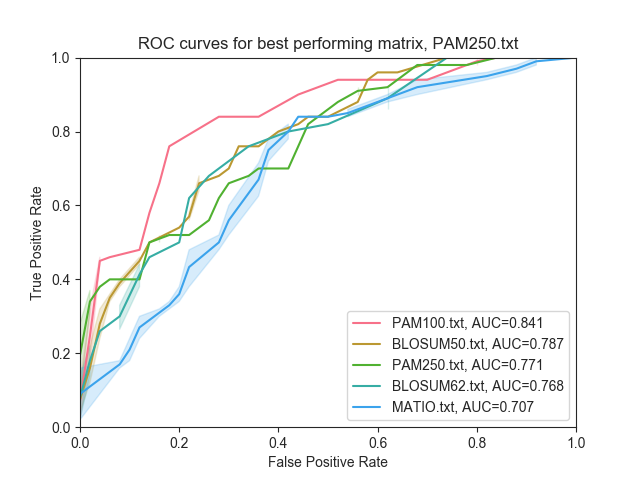 ROC curves for best performing matrix, PAM250.txt
True Positive Rate
1.0
0.8
0.6
0.4
0.2
0.0
0.0 0.2 0.4 0.6 0.8 1.0
False Positive Rate
PAM100.txt, AUC=0.841
BLOSUM50.txt, AUC=0.787
PAM250.txt, AUC=0.771
BLOSUM62.txt, AUC=0.768
MATIO.txt, AUC=0.707